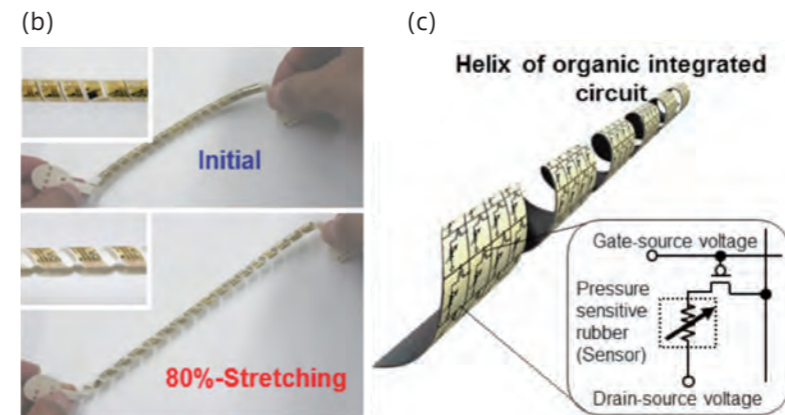 (b)
Initial
80%-Stretching
(c)
Helix of organic integrated
circuit
Gate-source voltage
Pressure
sensitive
rubber
(Sensor)
Drain-source voltage